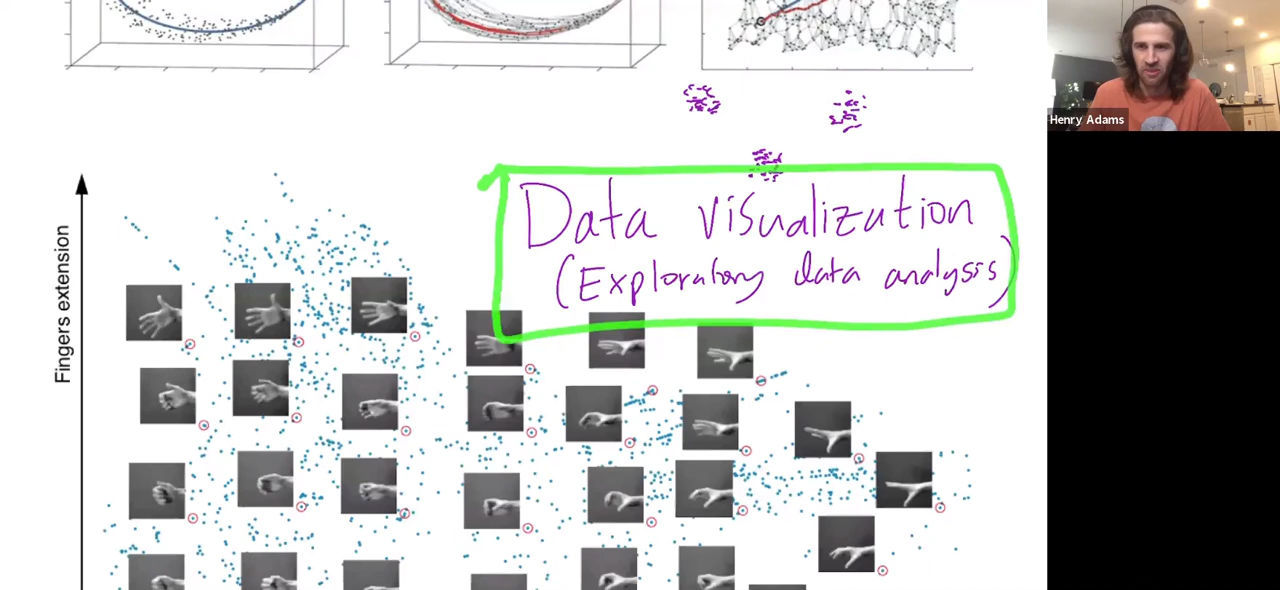 Henry Adams
Data visualization
(Exploratory data analysis)
Fingers extension